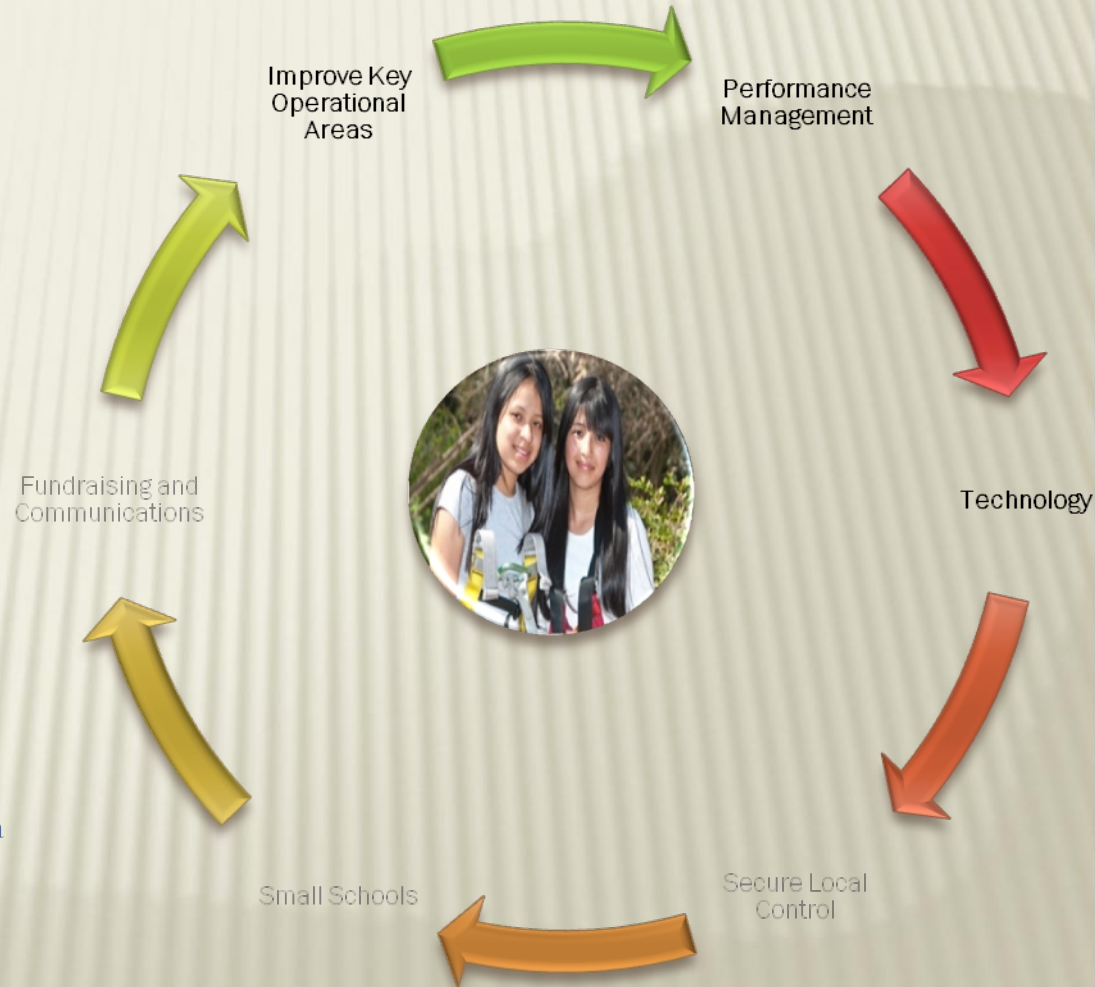 Improve Key
Operational
Areas
Performance
Management
Technology
Secure Local
Control
Small Schools
Fundraising and
Communications